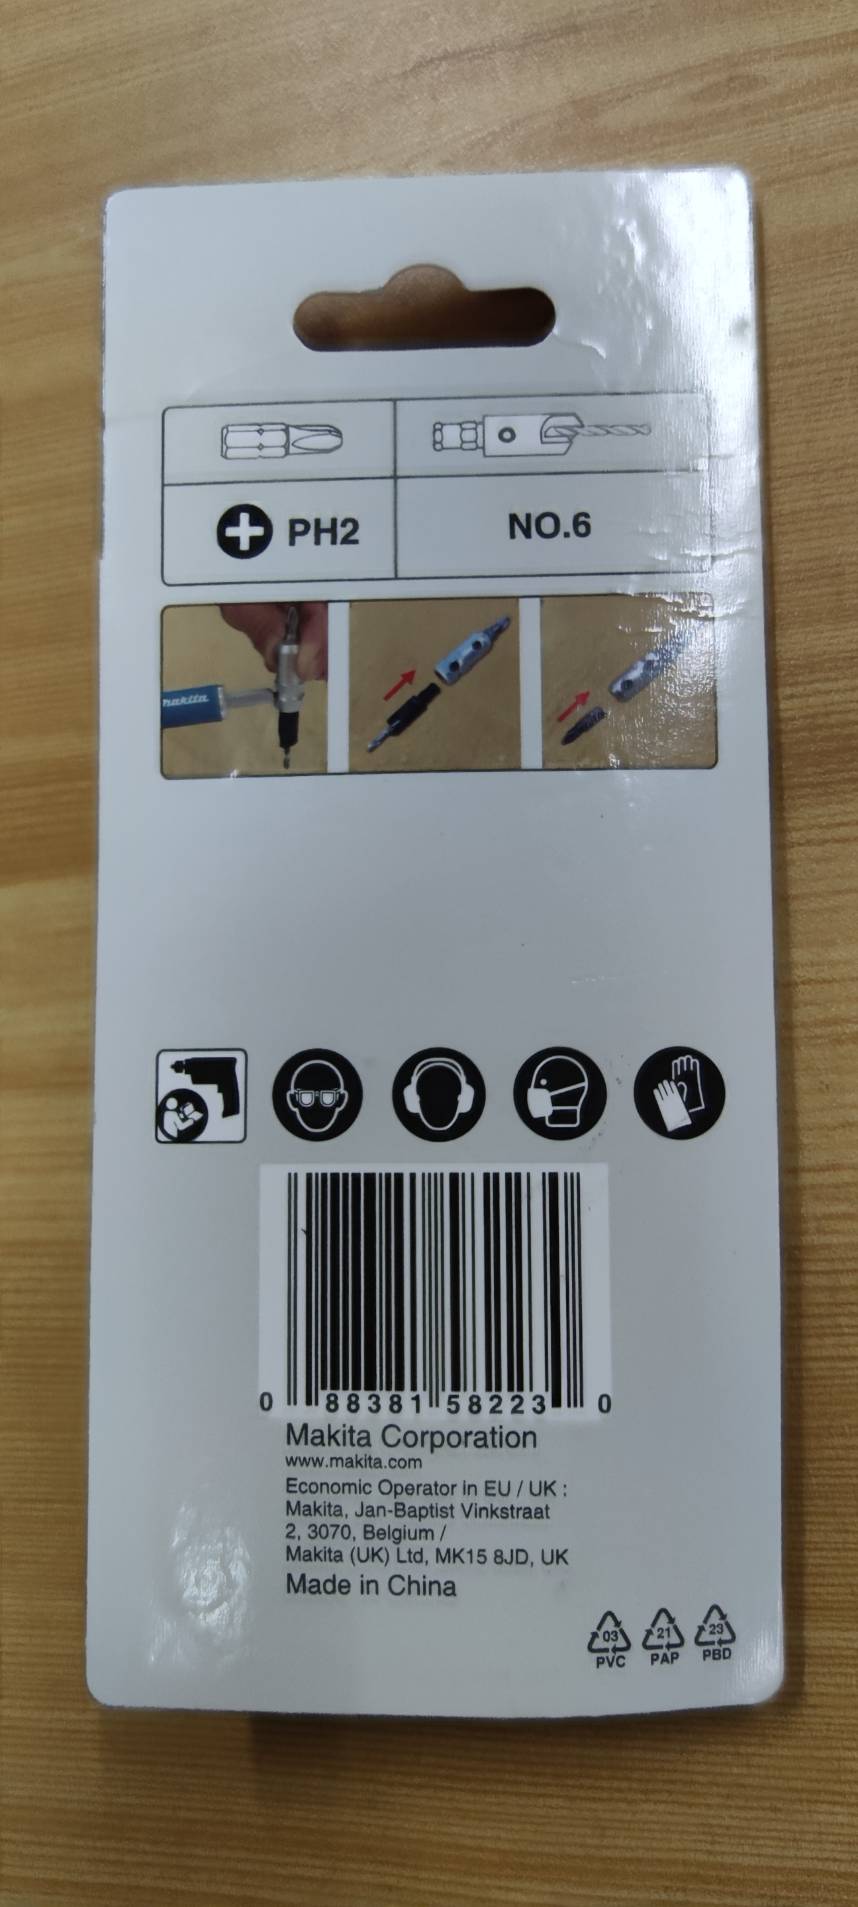 PH2
NO.6
makita
0 88381 58223 0
Makita Corporation
www.makita.com
Economic Operator in EU / UK :
Makita, Jan-Baptist Vinkstraat
2, 3070, Belgium /
Makita (UK) Ltd, MK15 8JD, UK
Made in China
03 21 23
PVC PAP PBD